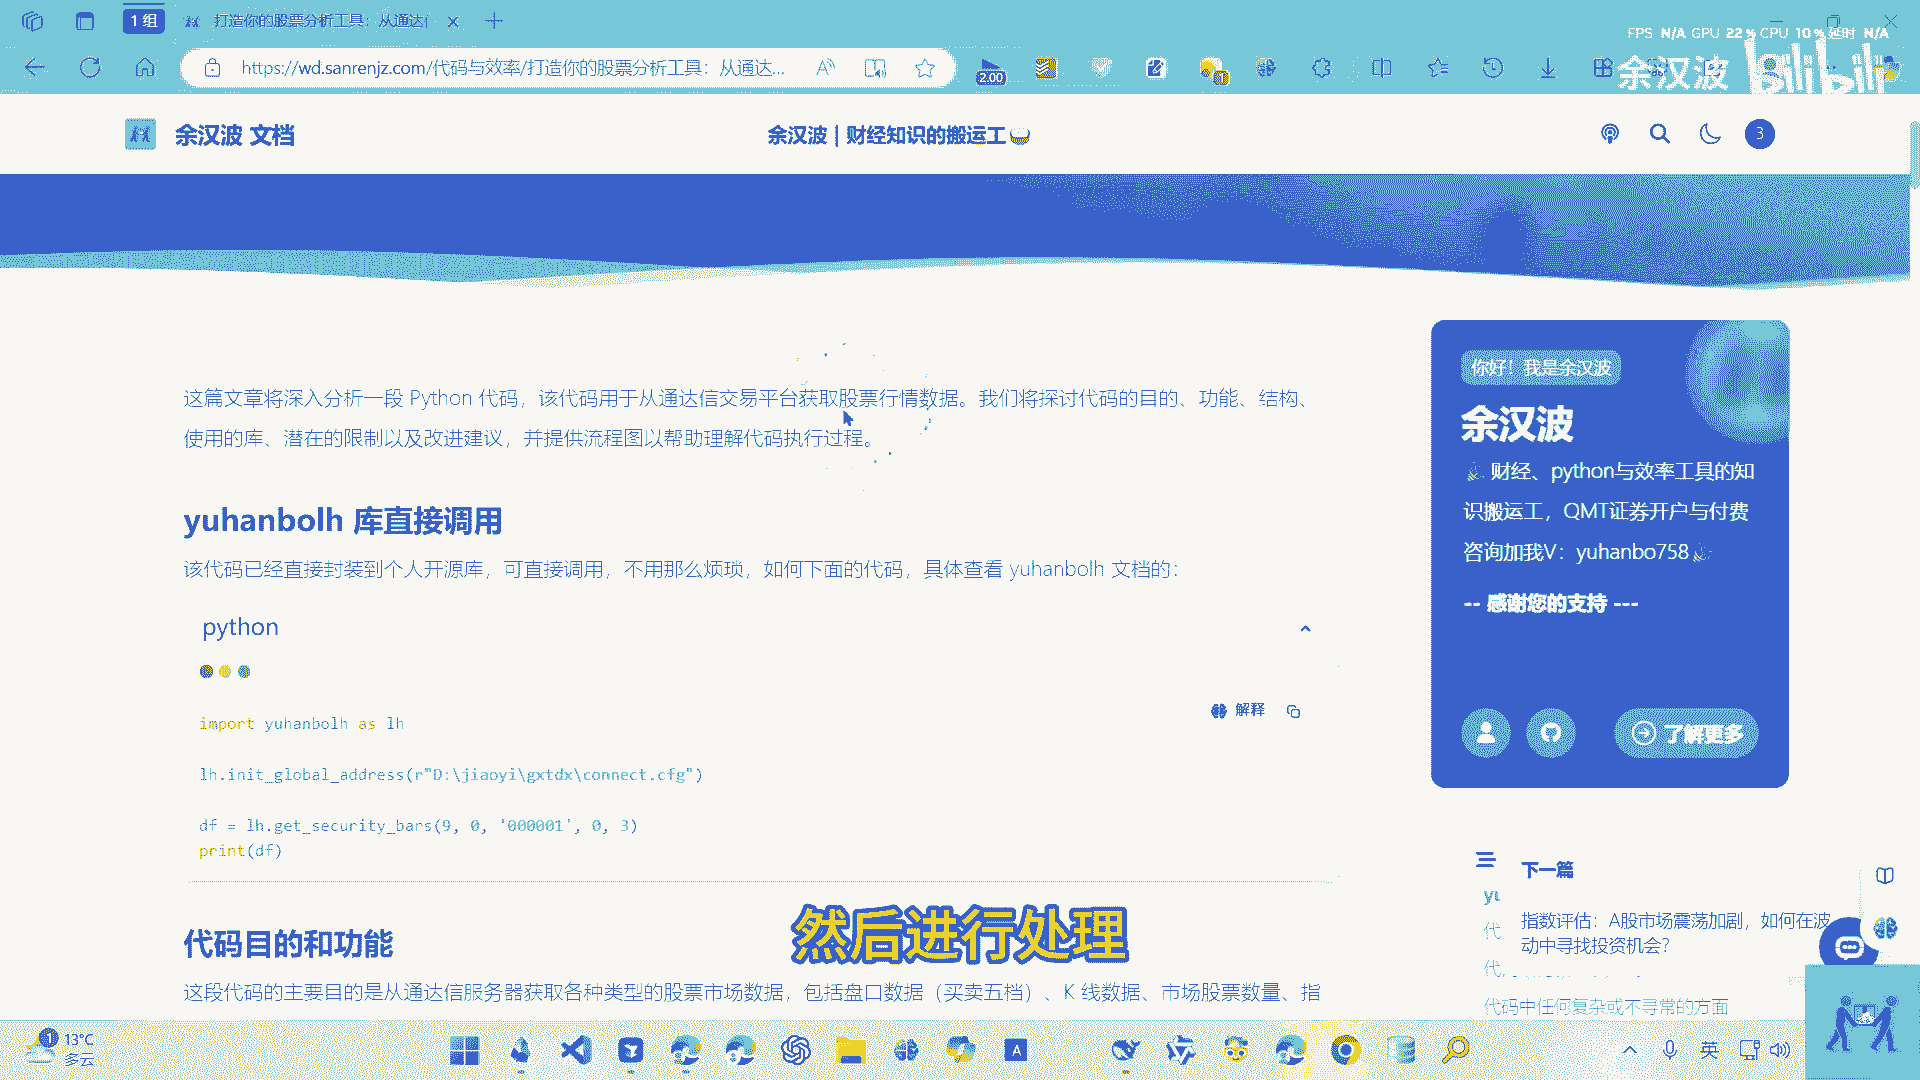 1 组
打造你的股票分析工具：从通达亻
FPS N/A GPU 22 % CPU 10 % 延时 N/A
https://wd.sanrenjz.com/代码与效率/打造你的股票分析工具：从通达...
2.00
余汉波 bilibili
余汉波 文档
余汉波 | 财经知识的搬运工
3
这篇文章将深入分析一段 Python 代码，该代码用于从通达信交易平台获取股票行情数据。我们将探讨代码的目的、功能、结构、
使用的库、潜在的限制以及改进建议，并提供流程图以帮助理解代码执行过程。
yuhanbolh 库直接调用
该代码已经直接封装到个人开源库，可直接调用，不用那么烦琐，如何下面的代码，具体查看 yuhanbolh 文档的：
python
解释
import yuhanbolh as lh
lh.init_global_address(r"D:\jiaoyi\gxtdx\connect.cfg")
df = lh.get_security_bars(9, 0, '000001', 0, 3)
print(df)
代码目的和功能
这段代码的主要目的是从通达信服务器获取各种类型的股票市场数据，包括盘口数据（买卖五档）、K 线数据、市场股票数量、指
然后进行处理
你好！我是余汉波
余汉波
财经、python与效率工具的知
识搬运工，QMT证券开户与付费
咨询加我V：yuhanbo758
-- 感谢您的支持 ---
了解更多
下一篇
指数评估：A股市场震荡加剧，如何在波
动中寻找投资机会？
代码中任何复杂或不寻常的方面
1
13°C
多云
英